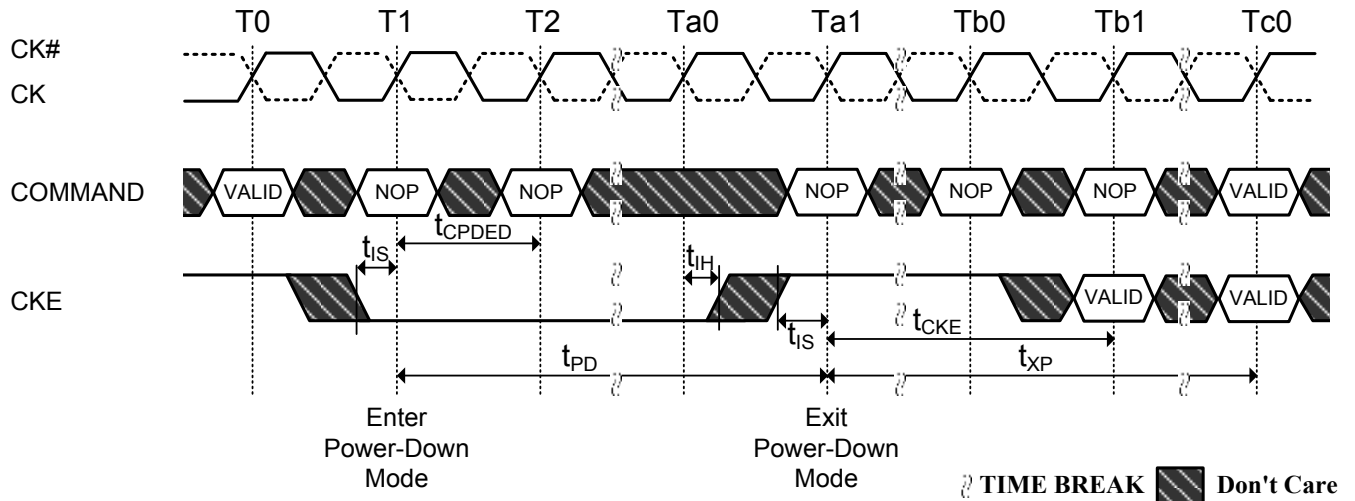 T0 T1 T2 Ta0 Ta1 Tb0 Tb1 Tc0
CK#
CK
COMMAND VALID NOP NOP NOP NOP NOP VALID
tCPDED
tIS tIH
CKE VALID VALID
tIS tCKE
tPD tXP
Enter
Power-Down
Mode
Exit
Power-Down
Mode
TIME BREAK Don't Care